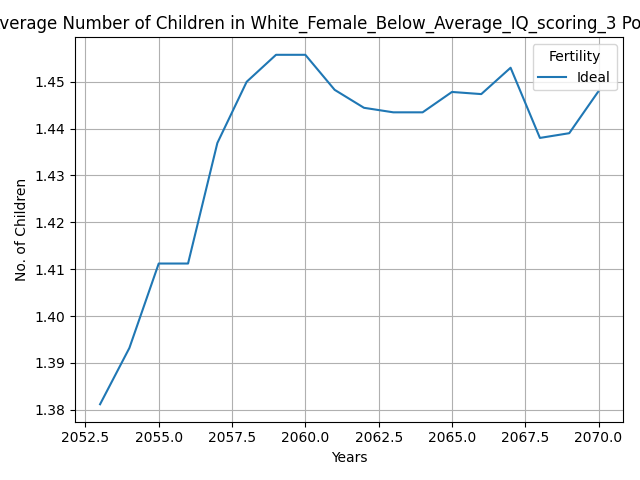 verage Number of Children in White_Female_Below_Average_IQ_scoring_3 Po
Fertility
Ideal
No. of Children
1.45
1.44
1.43
1.42
1.41
1.40
1.39
1.38
2052.5 2055.0 2057.5 2060.0 2062.5 2065.0 2067.5 2070.0
Years